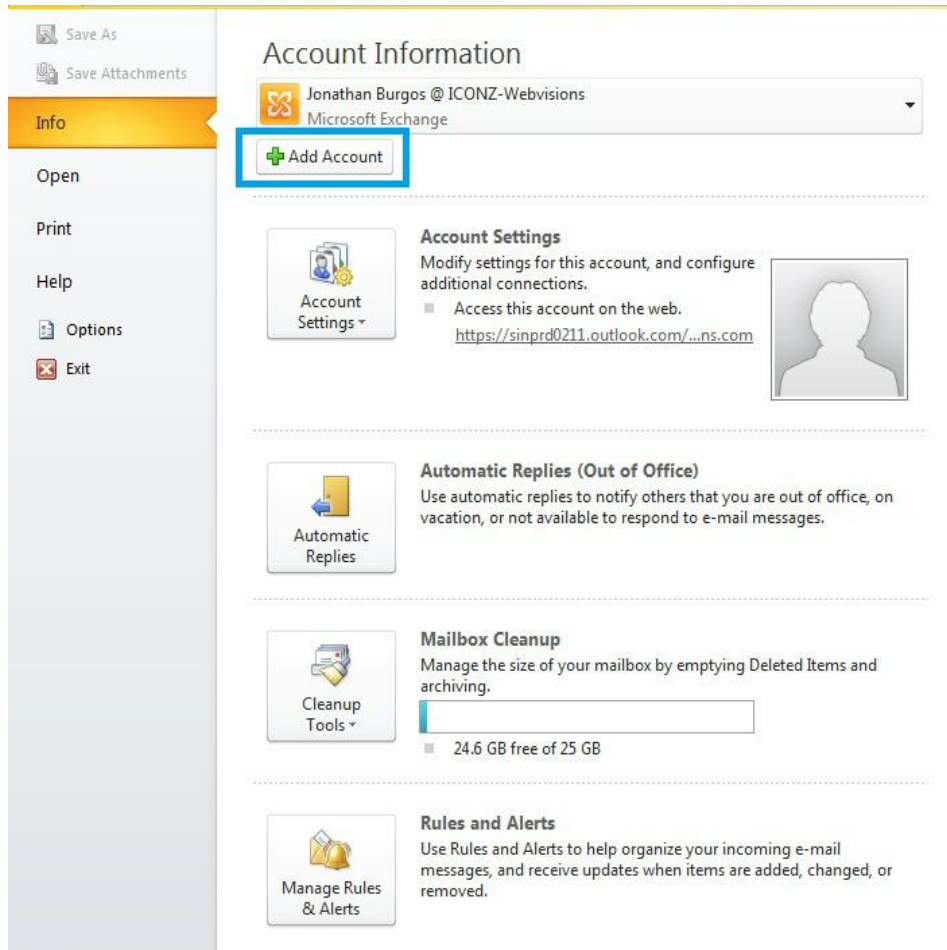 Save As
Save Attachments
Info
Open
Print
Help
Options
Exit
Account Information
Jonathan Burgos @ ICONZ-Webvisions
Microsoft Exchange
Add Account
Account
Settings
Account Settings
Modify settings for this account, and configure
additional connections.
Access this account on the web.
https://sinprd0211.outlook.com/...ns.com
Automatic
Replies
Automatic Replies (Out of Office)
Use automatic replies to notify others that you are out of office, on
vacation, or not available to respond to e-mail messages.
Cleanup
Tools
Mailbox Cleanup
Manage the size of your mailbox by emptying Deleted Items and
archiving.
24.6 GB free of 25 GB
Manage Rules
& Alerts
Rules and Alerts
Use Rules and Alerts to help organize your incoming e-mail
messages, and receive updates when items are added, changed, or
removed.